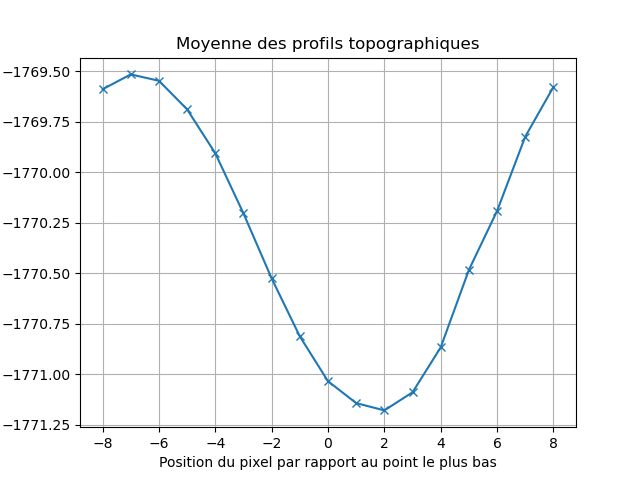 Moyenne des profils topographiques
−1769.50
−1769.75
−1770.00
−1770.25
−1770.50
−1770.75
−1771.00
−1771.25
−8 −6 −4 −2 0 2 4 6 8
Position du pixel par rapport au point le plus bas